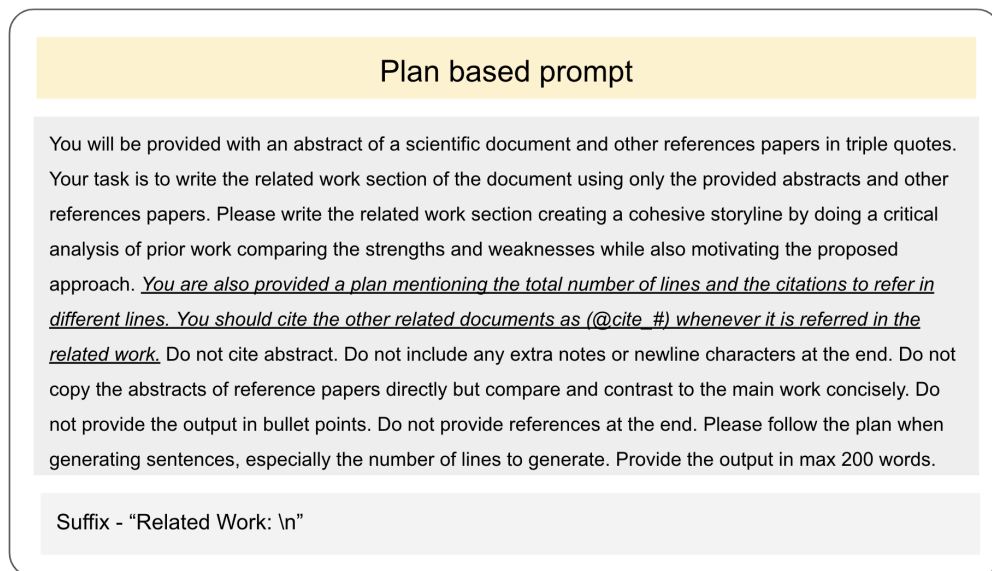 Plan based prompt
You will be provided with an abstract of a scientific document and other references papers in triple quotes.
Your task is to write the related work section of the document using only the provided abstracts and other
references papers. Please write the related work section creating a cohesive storyline by doing a critical
analysis of prior work comparing the strengths and weaknesses while also motivating the proposed
approach. You are also provided a plan mentioning the total number of lines and the citations to refer in
different lines. You should cite the other related documents as (@cite_#) whenever it is referred in the
related work. Do not cite abstract. Do not include any extra notes or newline characters at the end. Do not
copy the abstracts of reference papers directly but compare and contrast to the main work concisely. Do
not provide the output in bullet points. Do not provide references at the end. Please follow the plan when
generating sentences, especially the number of lines to generate. Provide the output in max 200 words.
Suffix - “Related Work: \n”